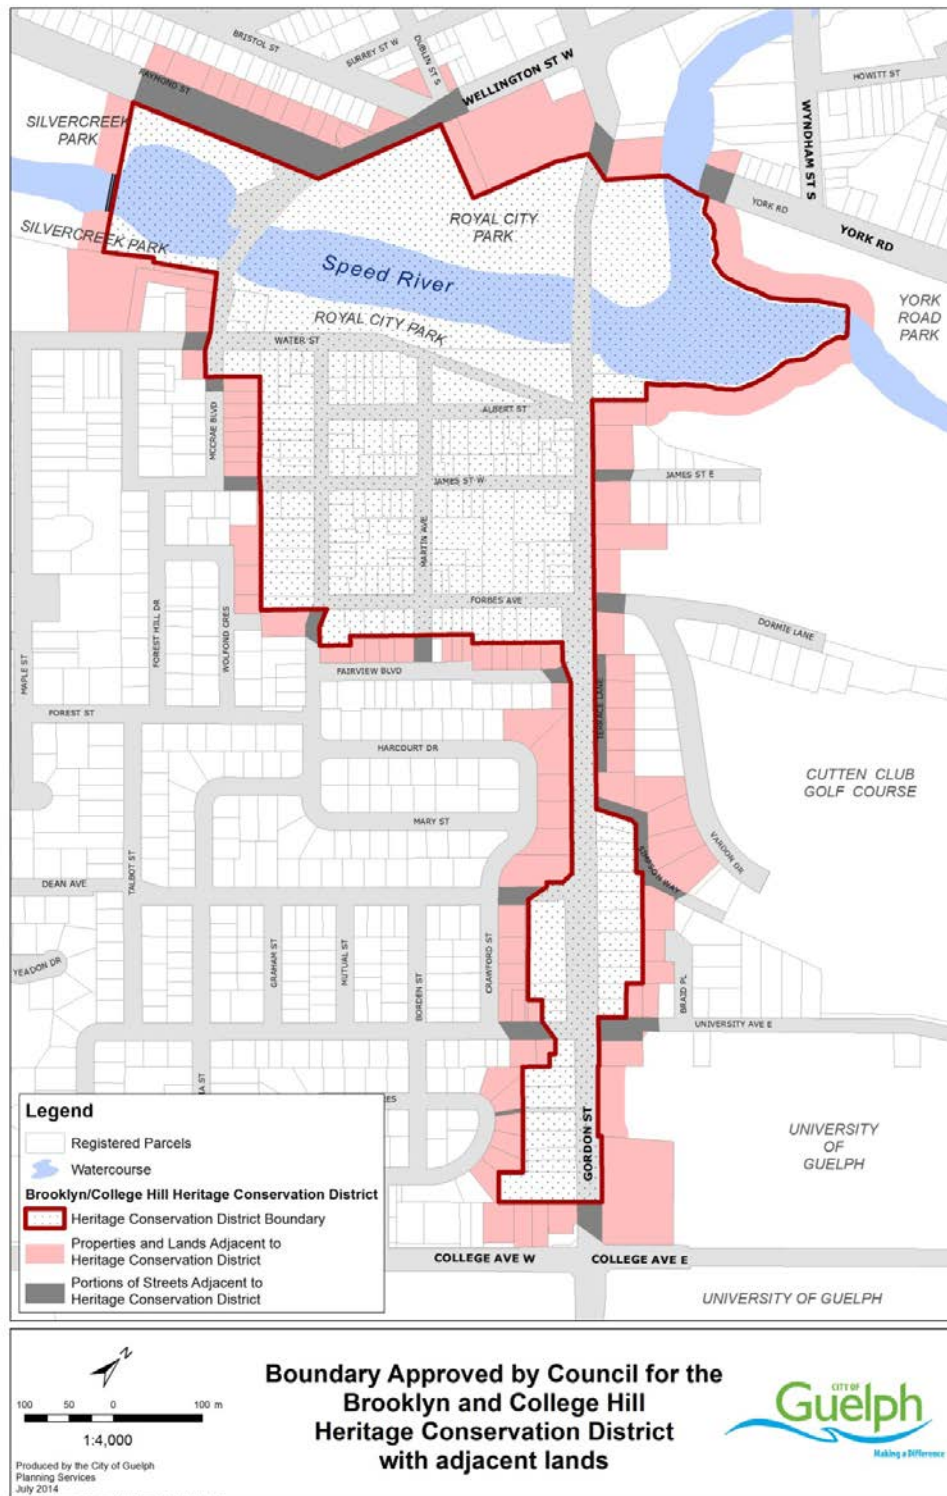 BRISTOL ST
SURREY ST W
DUBLIN ST S
WELLINGTON ST W
HOWITT ST
RAYMOND ST
WYNDHAM ST S
SILVERCREEK
PARK
YORK RD
YORK RD
ROYAL CITY
PARK
SILVERCREEK PARK
Speed River
YORK
ROAD
PARK
ROYAL CITY PARK
WATER ST
ALBERT ST
MCCRAE BLVD
JAMES ST E
JAMES ST W
MARTIN AVE
FORBES AVE
DORMIE LANE
FOREST HILL DR
WOLFOND CRES
MAPLE ST
FAIRVIEW BLVD
TERRACE LANE
FOREST ST
HARCOURT DR
CUTTEN CLUB
GOLF COURSE
MARY ST
VARDON DR
SIMPSON WAY
TALBOT ST
DEAN AVE
YEADON DR
GRAHAM ST
MUTUAL ST
BORDEN ST
CRAWFORD ST
BRAID PL
UNIVERSITY AVE E
GORDON ST
UNIVERSITY
OF
GUELPH
Legend
Registered Parcels
Watercourse
Brooklyn/College Hill Heritage Conservation District
Heritage Conservation District Boundary
Properties and Lands Adjacent to
Heritage Conservation District
Portions of Streets Adjacent to
Heritage Conservation District
COLLEGE AVE W
COLLEGE AVE E
UNIVERSITY OF GUELPH
N
100 50 0 100 m
1:4,000
Produced by the City of Guelph
Planning Services
July 2014
Boundary Approved by Council for the
Brooklyn and College Hill
Heritage Conservation District
with adjacent lands
CITY OF
Guelph
Making a Difference